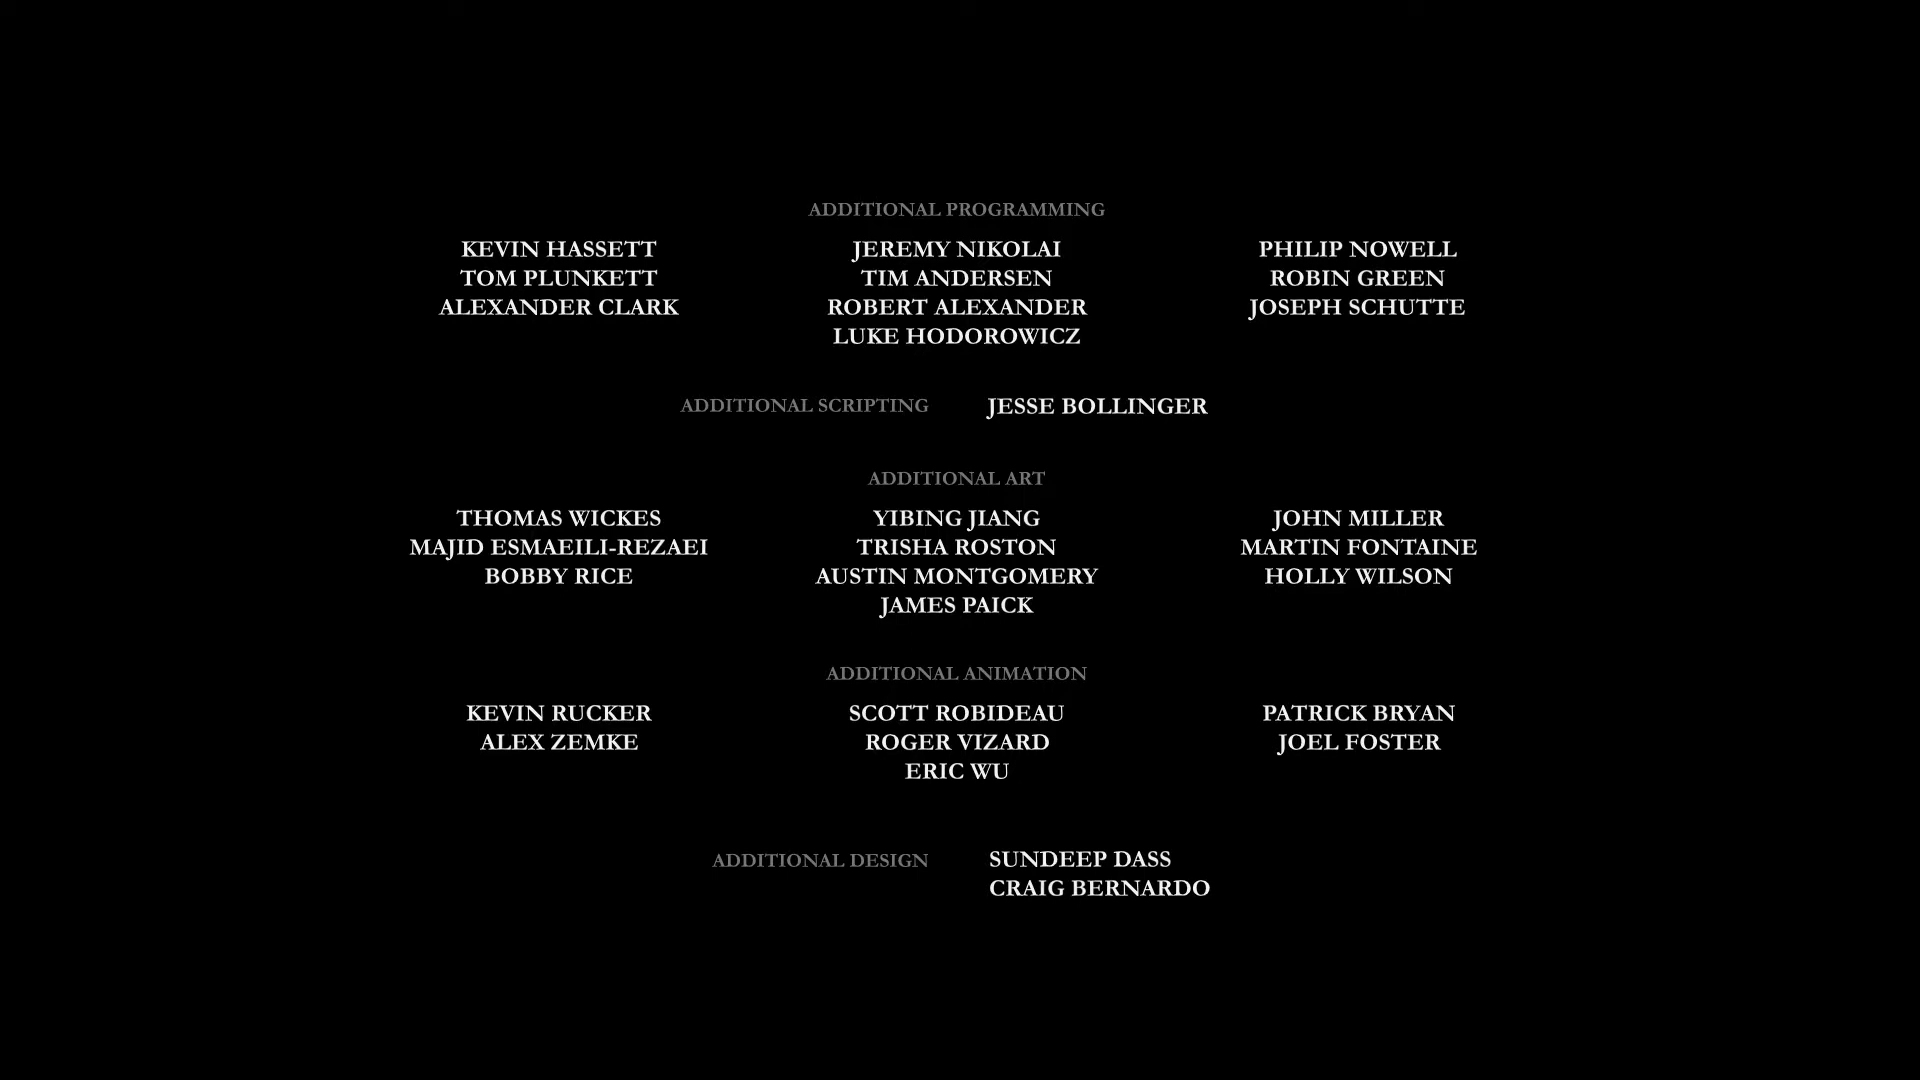 ADDITIONAL PROGRAMMING
KEVIN HASSETT JEREMY NIKOLAI PHILIP NOWELL
TOM PLUNKETT TIM ANDERSEN ROBIN GREEN
ALEXANDER CLARK ROBERT ALEXANDER JOSEPH SCHUTTE
LUKE HODOROWICZ
ADDITIONAL SCRIPTING JESSE BOLLINGER
ADDITIONAL ART
THOMAS WICKES YIBING JIANG JOHN MILLER
MAJID ESMAEILI-REZAEI TRISHA ROSTON MARTIN FONTAINE
BOBBY RICE AUSTIN MONTGOMERY HOLLY WILSON
JAMES PAICK
ADDITIONAL ANIMATION
KEVIN RUCKER SCOTT ROBIDEAU PATRICK BRYAN
ALEX ZEMKE ROGER VIZARD JOEL FOSTER
ERIC WU
ADDITIONAL DESIGN SUNDEEP DASS
CRAIG BERNARDO